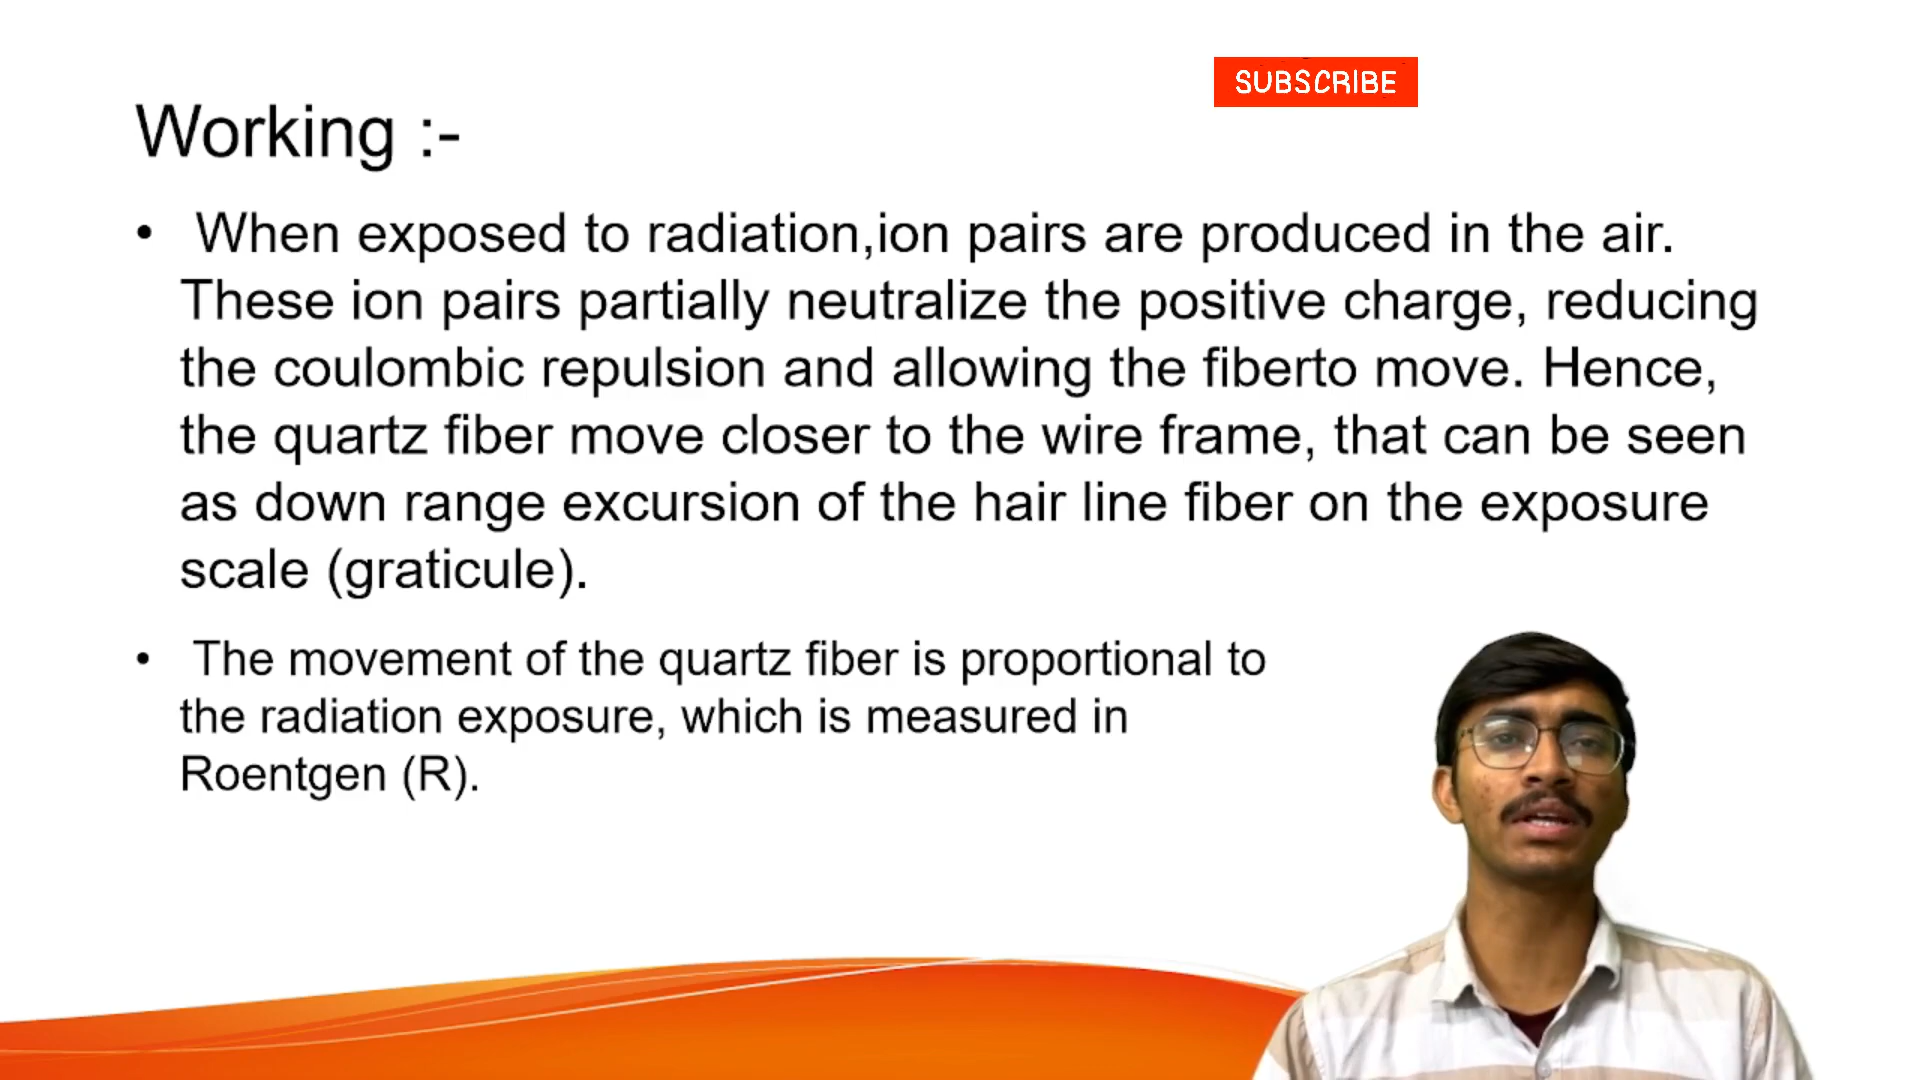 SUBSCRIBE
Working :-
• When exposed to radiation,ion pairs are produced in the air.
These ion pairs partially neutralize the positive charge, reducing
the coulombic repulsion and allowing the fiberto move. Hence,
the quartz fiber move closer to the wire frame, that can be seen
as down range excursion of the hair line fiber on the exposure
scale (graticule).
• The movement of the quartz fiber is proportional to
the radiation exposure, which is measured in
Roentgen (R).